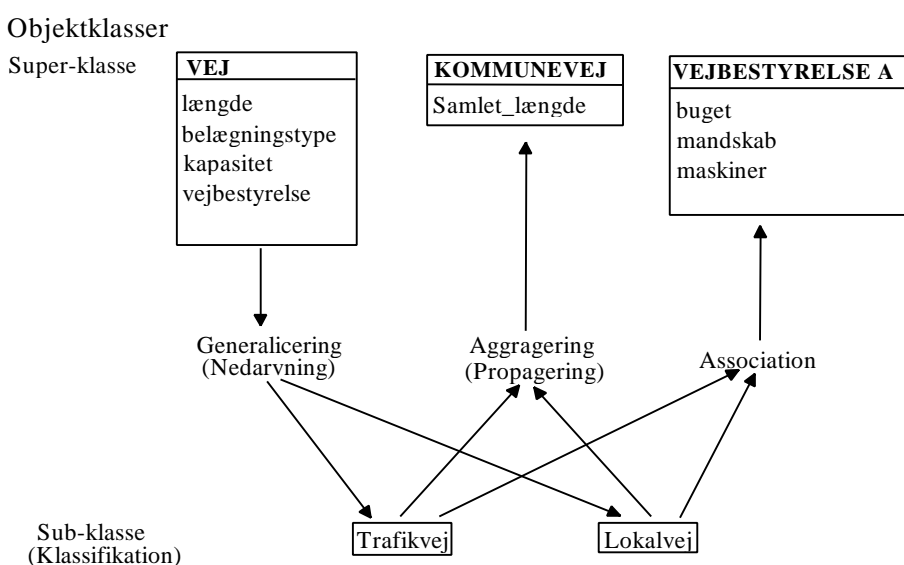 Objektklasser
Super-klasse
VEJ
længde
belægningstype
kapasitet
vejbestyrelse
KOMMUNEVEJ
Samlet_længde
VEJBESTYRELSE A
buget
mandskab
maskiner
Generalicering
(Nedarvning)
Aggragering
(Propagering)
Association
Sub-klasse
(Klassifikation)
Trafikvej
Lokalvej